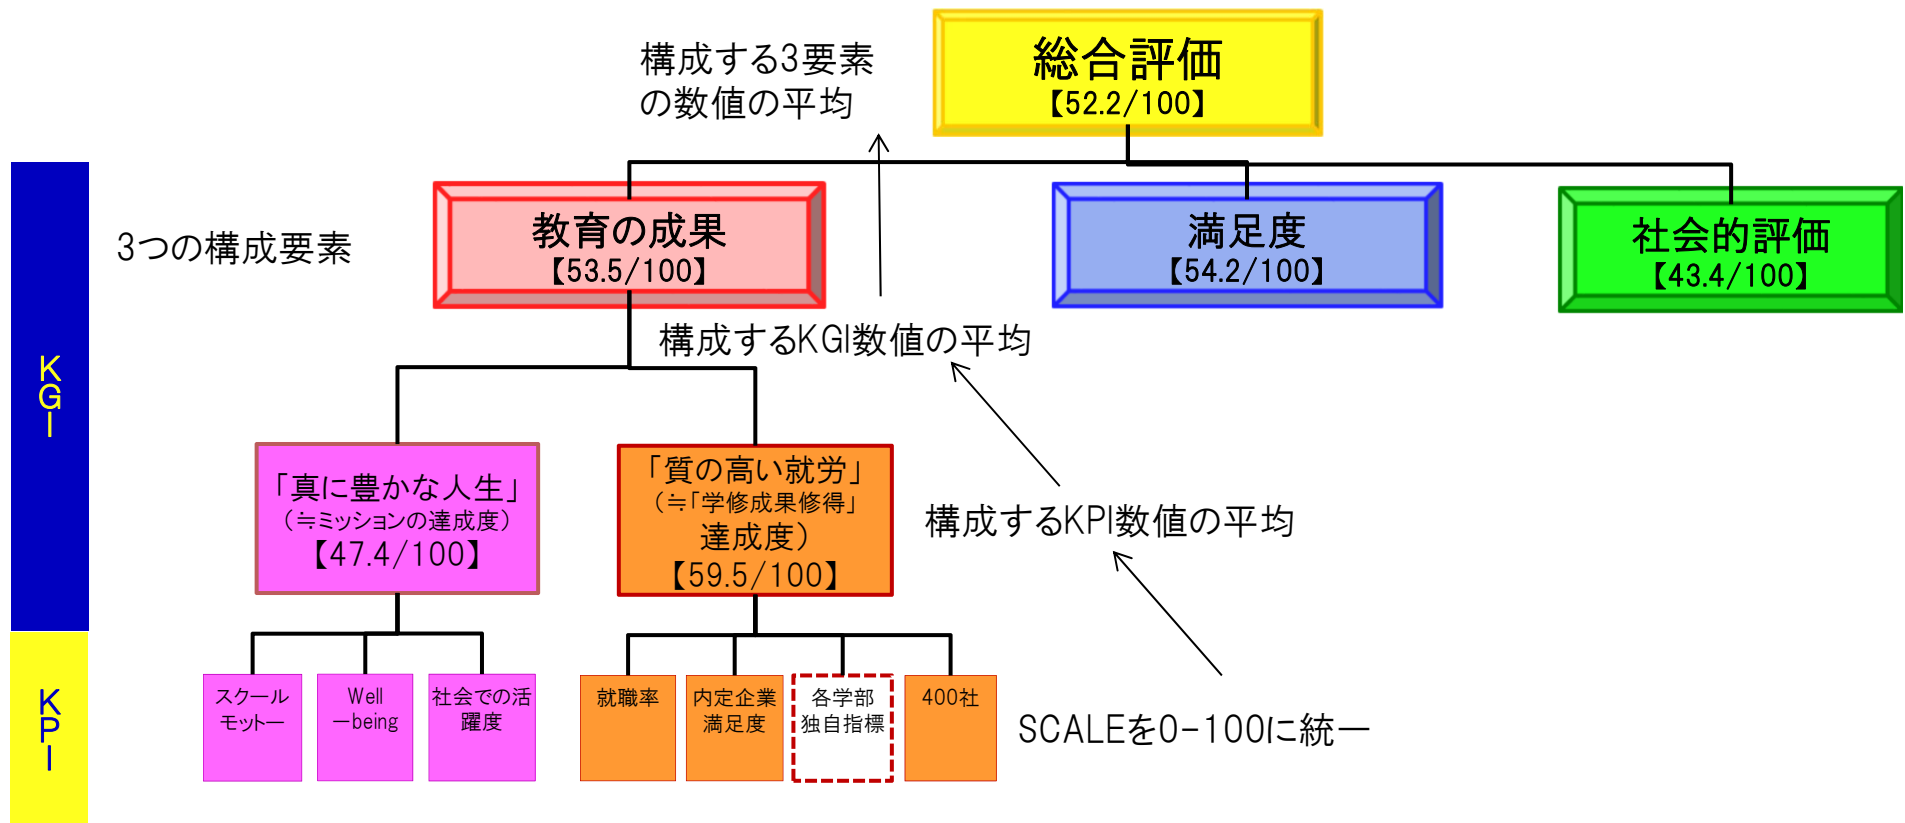 構成する3要素
の数値の平均
総合評価
【52.2/100】
3つの構成要素
教育の成果
【53.5/100】
満足度
【54.2/100】
社会的評価
【43.4/100】
構成するKGI数値の平均
KGI
「真に豊かな人生」
（≒ミッションの達成度）
【47.4/100】
「質の高い就労」
（≒「学修成果修得」
達成度）
【59.5/100】
構成するKPI数値の平均
KPI
スクール
モットー
Well
ーbeing
社会での活
躍度
就職率
内定企業
満足度
各学部
独自指標
400社
SCALEを0-100に統一